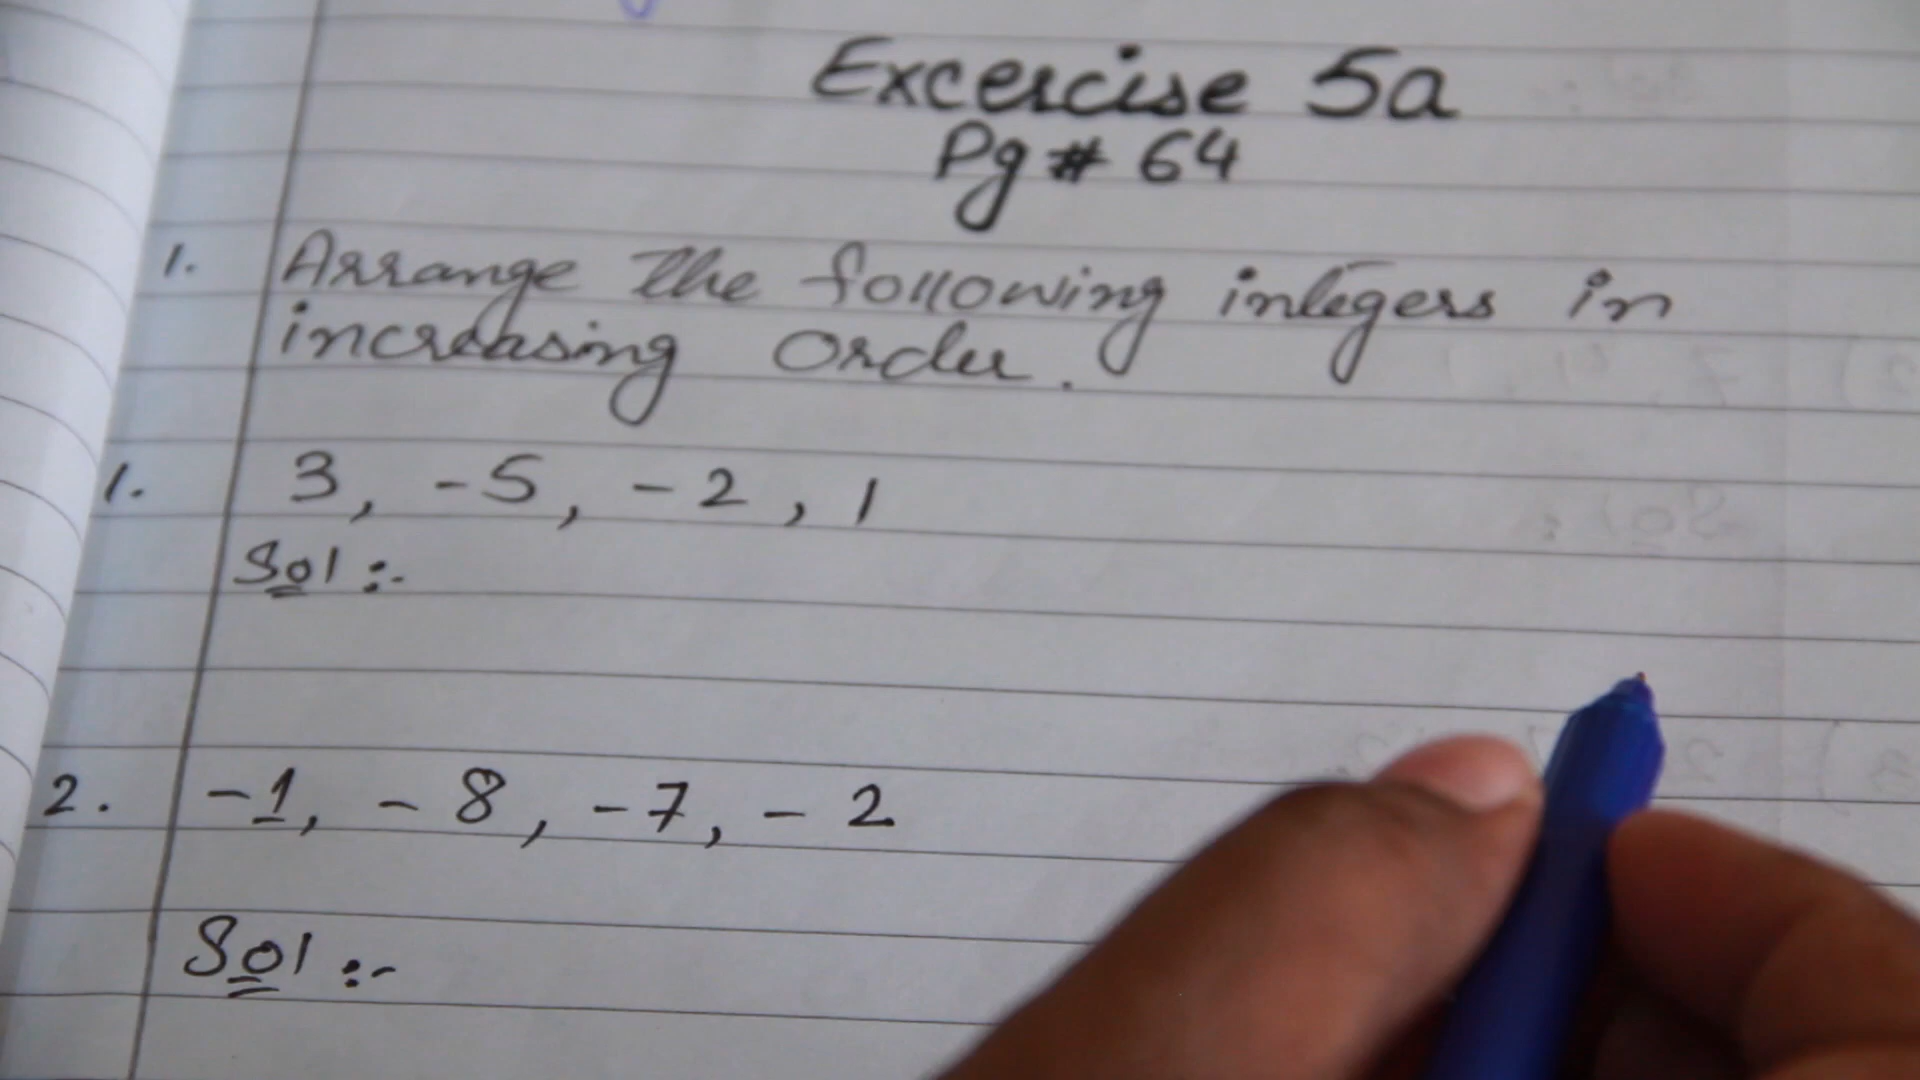 Excercise 5a
Pg # 64
1. Arrange the following integers in
increasing order.
1. 3, -5, -2, 1
Sol :-
2. -1, -8, -7, -2
Sol :-